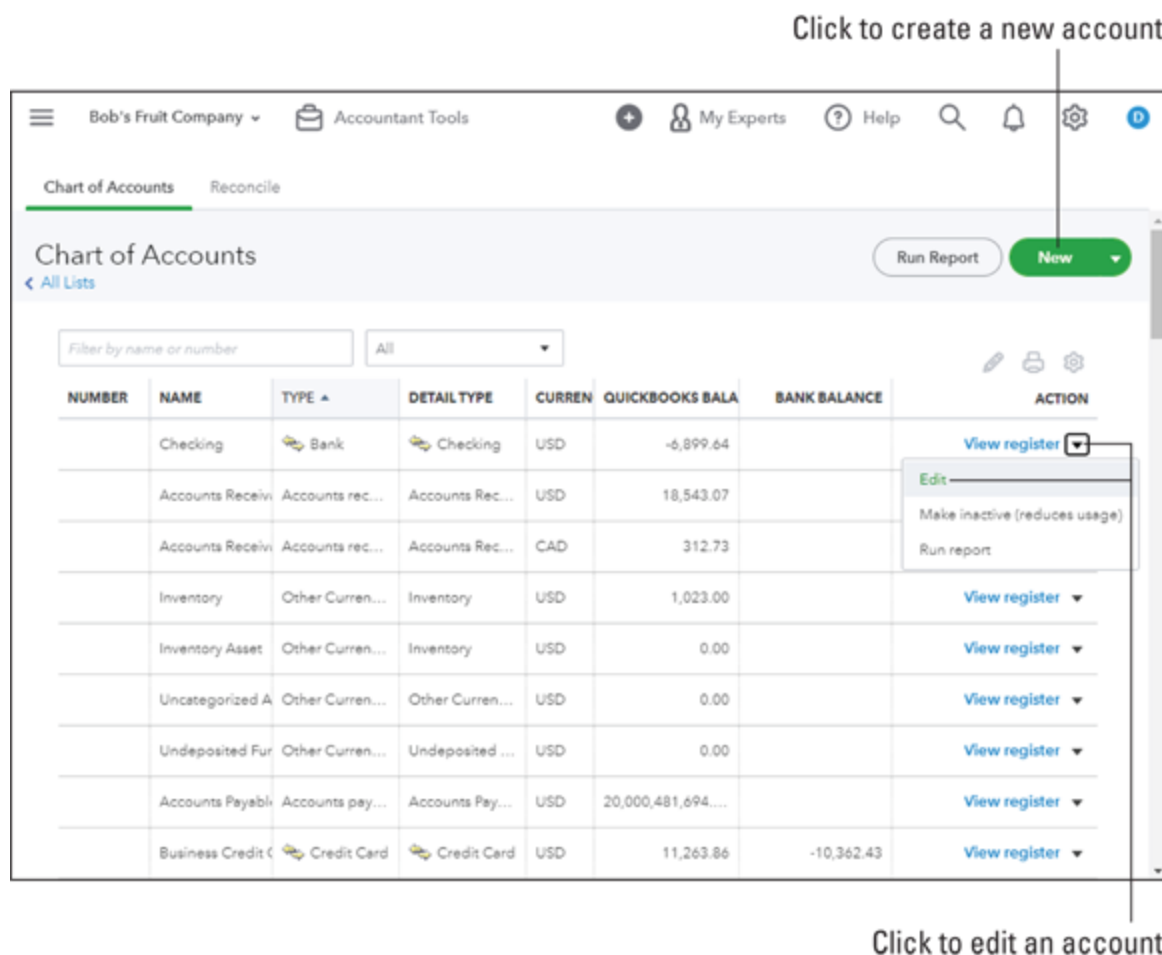 Click to create a new account
Bob's Fruit Company Accountant Tools My Experts ? Help D
Chart of Accounts Reconcile
Chart of Accounts Run Report New
All Lists
Filter by name or number All
NUMBER NAME TYPE DETAIL TYPE CURREN QUICKBOOKS BALA BANK BALANCE ACTION
Checking Bank Checking USD -6,899.64 View register
Edit
Accounts Receiv Accounts rec... Accounts Rec... USD 18,543.07
Make inactive (reduces usage)
Accounts Receiv Accounts rec... Accounts Rec... CAD 312.73 Run report
Inventory Other Curren... Inventory USD 1,023.00 View register
Inventory Asset Other Curren... Inventory USD 0.00 View register
Uncategorized A Other Curren... Other Curren... USD 0.00 View register
Undeposited Fur Other Curren... Undeposited ... USD 0.00 View register
Accounts Payabl Accounts pay... Accounts Pay... USD 20,000,481,694.... View register
Business Credit C Credit Card Credit Card USD 11,263.86 -10,362.43 View register
Click to edit an account